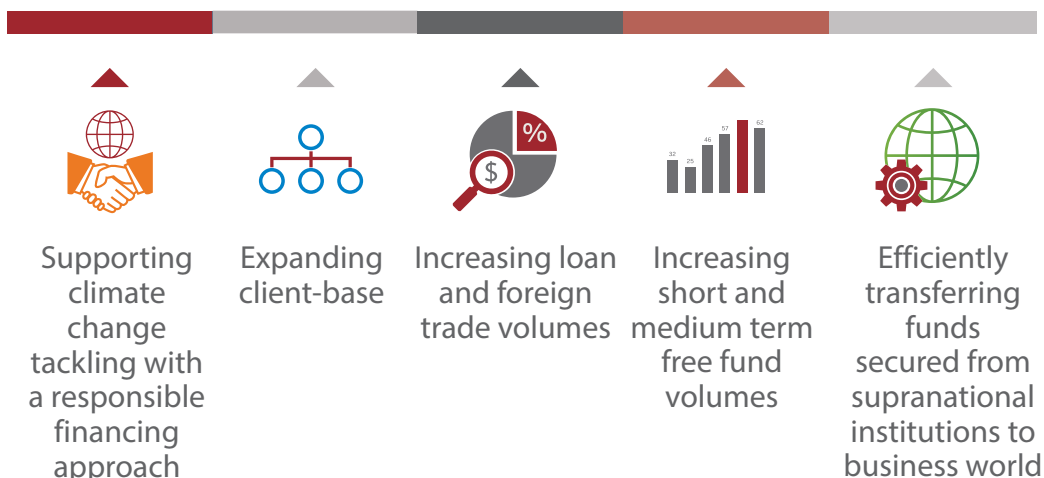 %
$
32
25
46
57
62
Supporting
climate
change
tackling with
a responsible
financing
approach
Expanding
client-base
Increasing loan
and foreign
trade volumes
Increasing
short and
medium term
free fund
volumes
Efficiently
transferring
funds
secured from
supranational
institutions to
business world